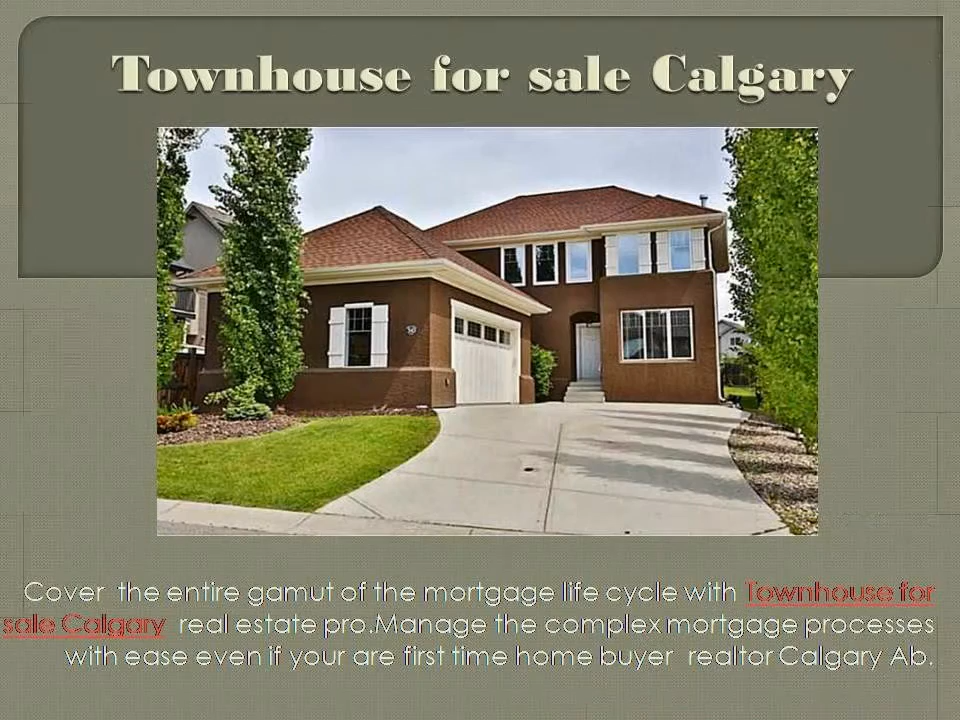 Townhouse for sale Calgary
Cover the entire gamut of the mortgage life cycle with Townhouse for
sale Calgary real estate pro.Manage the complex mortgage processes
with ease even if your are first time home buyer realtor Calgary Ab.